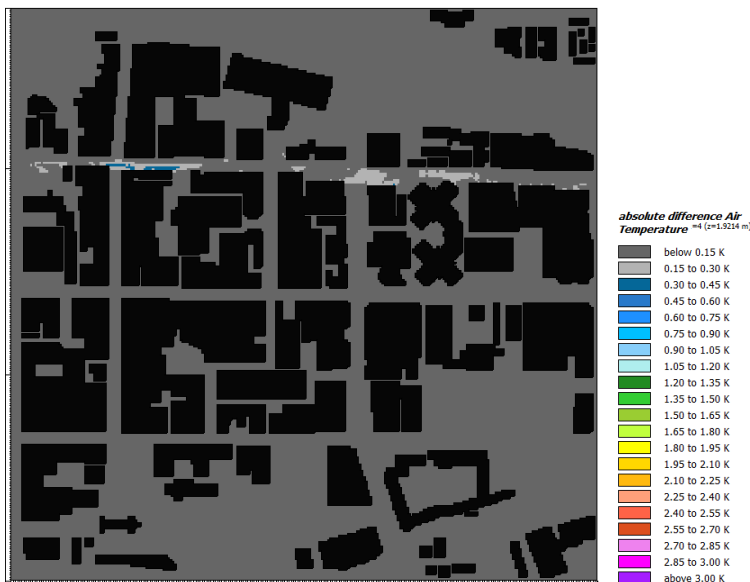 absolute difference Air
Temperature =4 (z=1.9214 m)
below 0.15 K
0.15 to 0.30 K
0.30 to 0.45 K
0.45 to 0.60 K
0.60 to 0.75 K
0.75 to 0.90 K
0.90 to 1.05 K
1.05 to 1.20 K
1.20 to 1.35 K
1.35 to 1.50 K
1.50 to 1.65 K
1.65 to 1.80 K
1.80 to 1.95 K
1.95 to 2.10 K
2.10 to 2.25 K
2.25 to 2.40 K
2.40 to 2.55 K
2.55 to 2.70 K
2.70 to 2.85 K
2.85 to 3.00 K
above 3.00 K